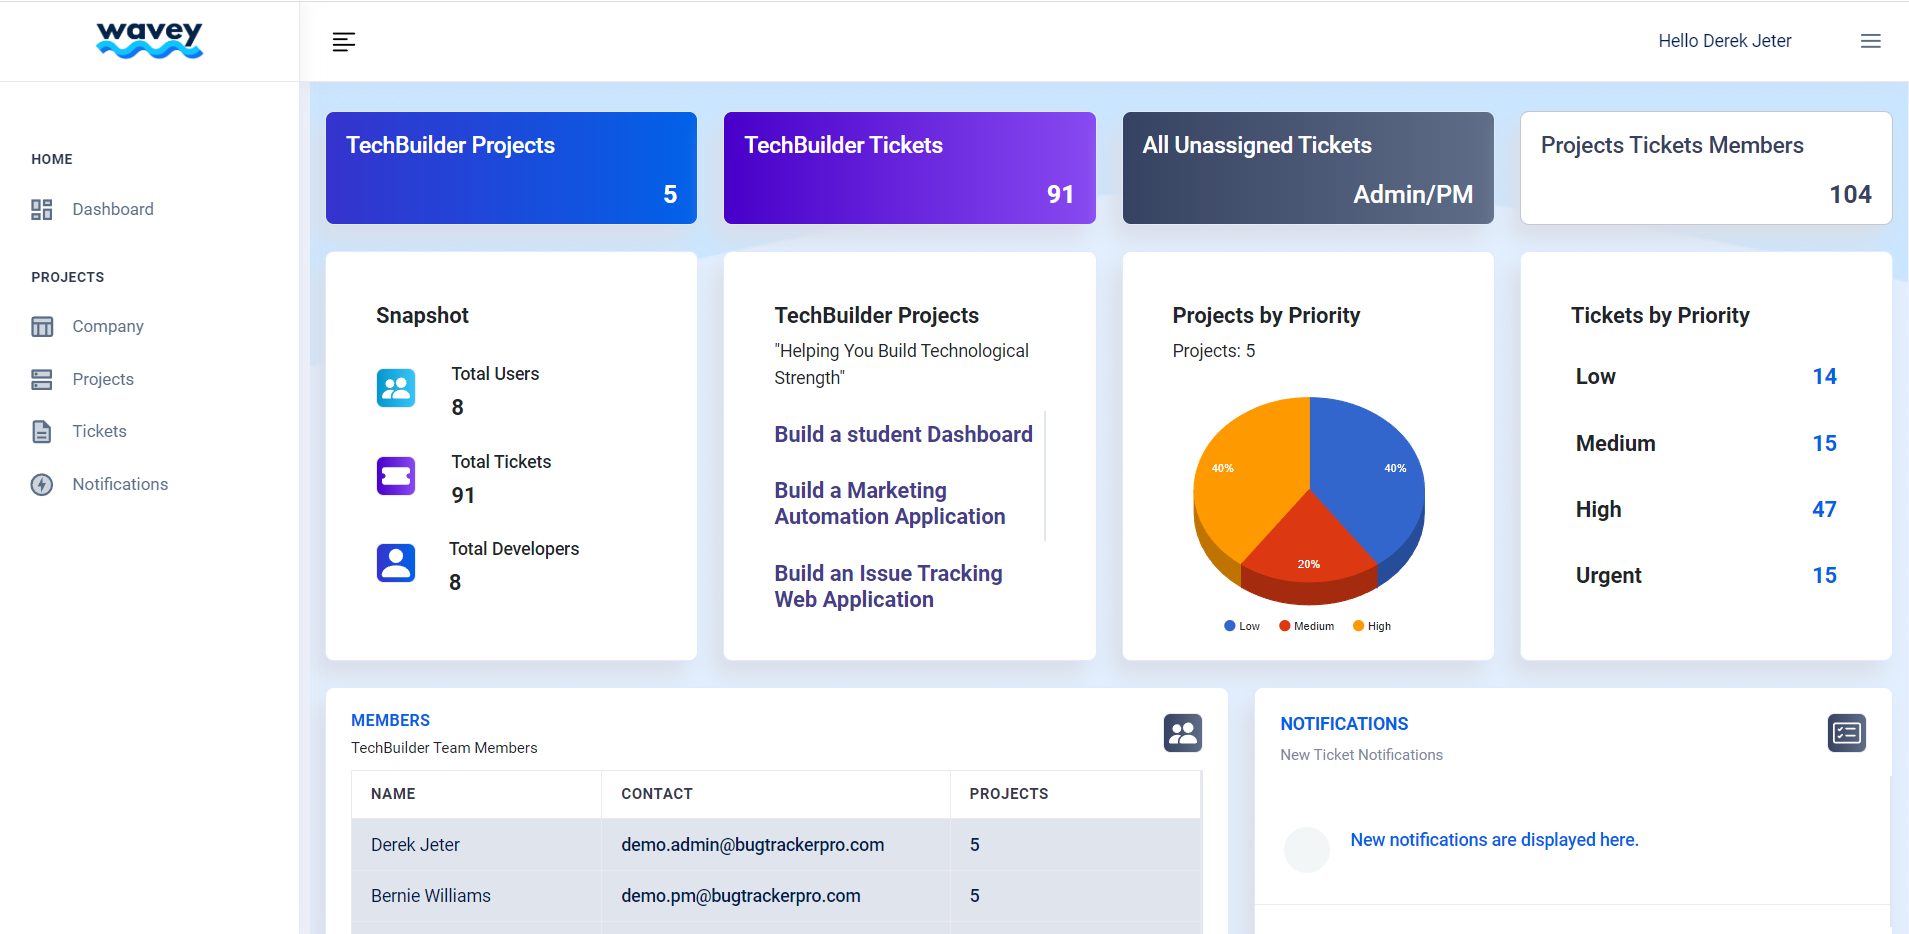 wavey
Hello Derek Jeter
HOME
Dashboard
PROJECTS
Company
Projects
Tickets
Notifications
TechBuilder Projects
5
TechBuilder Tickets
91
All Unassigned Tickets
Admin/PM
Projects Tickets Members
104
Snapshot
Total Users
8
Total Tickets
91
Total Developers
8
TechBuilder Projects
"Helping You Build Technological
Strength"
Build a student Dashboard
Build a Marketing
Automation Application
Build an Issue Tracking
Web Application
Projects by Priority
Projects: 5
40%
40%
20%
Low Medium High
Tickets by Priority
Low 14
Medium 15
High 47
Urgent 15
MEMBERS
TechBuilder Team Members
NAME CONTACT PROJECTS
Derek Jeter demo.admin@bugtrackerpro.com 5
Bernie Williams demo.pm@bugtrackerpro.com 5
NOTIFICATIONS
New Ticket Notifications
New notifications are displayed here.